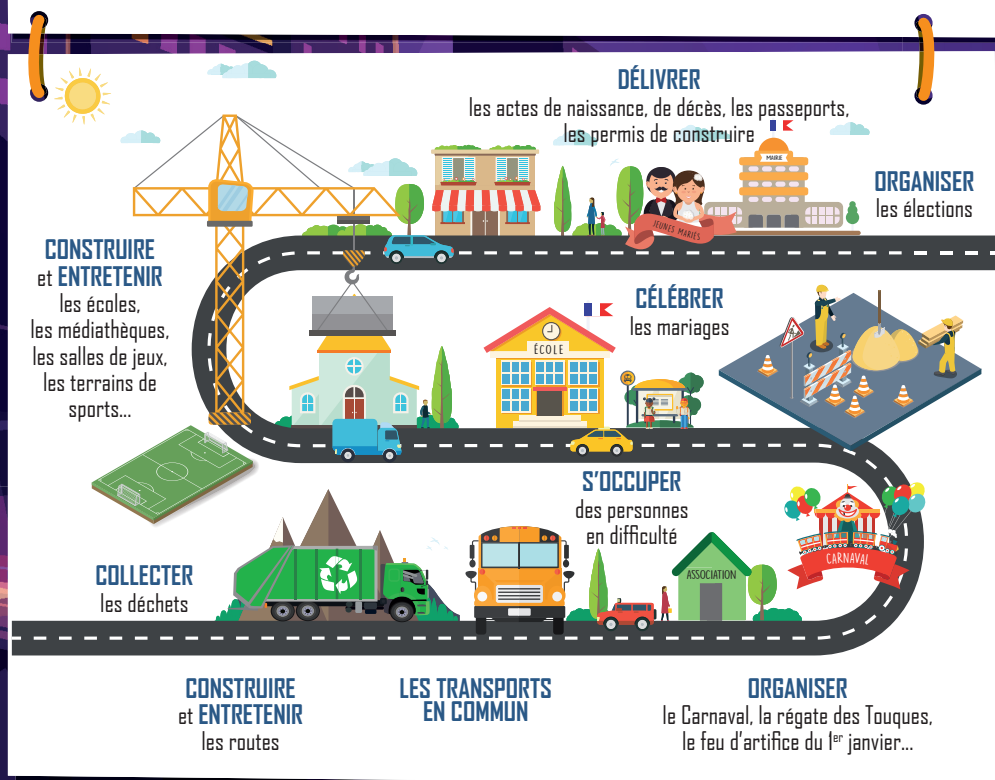 DÉLIVRER
les actes de naissance, de décès, les passeports,
les permis de construire
MAIRIE
JEUNES MARIÉS
ORGANISER
les élections
CONSTRUIRE
et ENTRETENIR
les écoles,
les médiathèques,
les salles de jeux,
les terrains de
sports...
CÉLÉBRER
les mariages
ÉCOLE
S'OCCUPER
des personnes
en difficulté
COLLECTER
les déchets
ASSOCIATION
CARNAVAL
CONSTRUIRE
et ENTRETENIR
les routes
LES TRANSPORTS
EN COMMUN
ORGANISER
le Carnaval, la régate des Touques,
le feu d'artifice du 1er janvier...